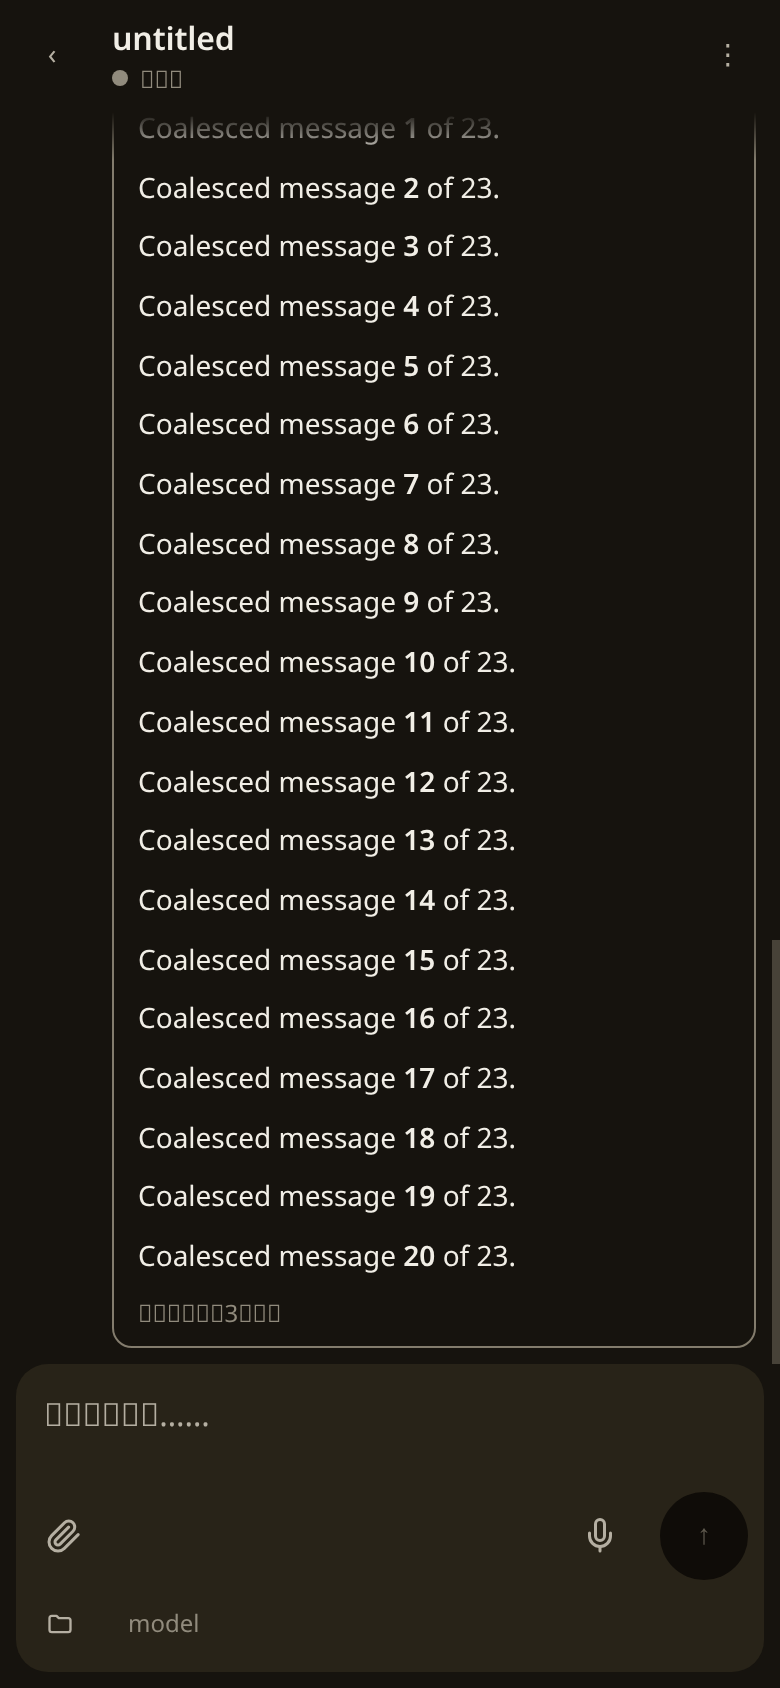 untitled
Coalesced message 1 of 23.
Coalesced message 2 of 23.
Coalesced message 3 of 23.
Coalesced message 4 of 23.
Coalesced message 5 of 23.
Coalesced message 6 of 23.
Coalesced message 7 of 23.
Coalesced message 8 of 23.
Coalesced message 9 of 23.
Coalesced message 10 of 23.
Coalesced message 11 of 23.
Coalesced message 12 of 23.
Coalesced message 13 of 23.
Coalesced message 14 of 23.
Coalesced message 15 of 23.
Coalesced message 16 of 23.
Coalesced message 17 of 23.
Coalesced message 18 of 23.
Coalesced message 19 of 23.
Coalesced message 20 of 23.
3
......
model